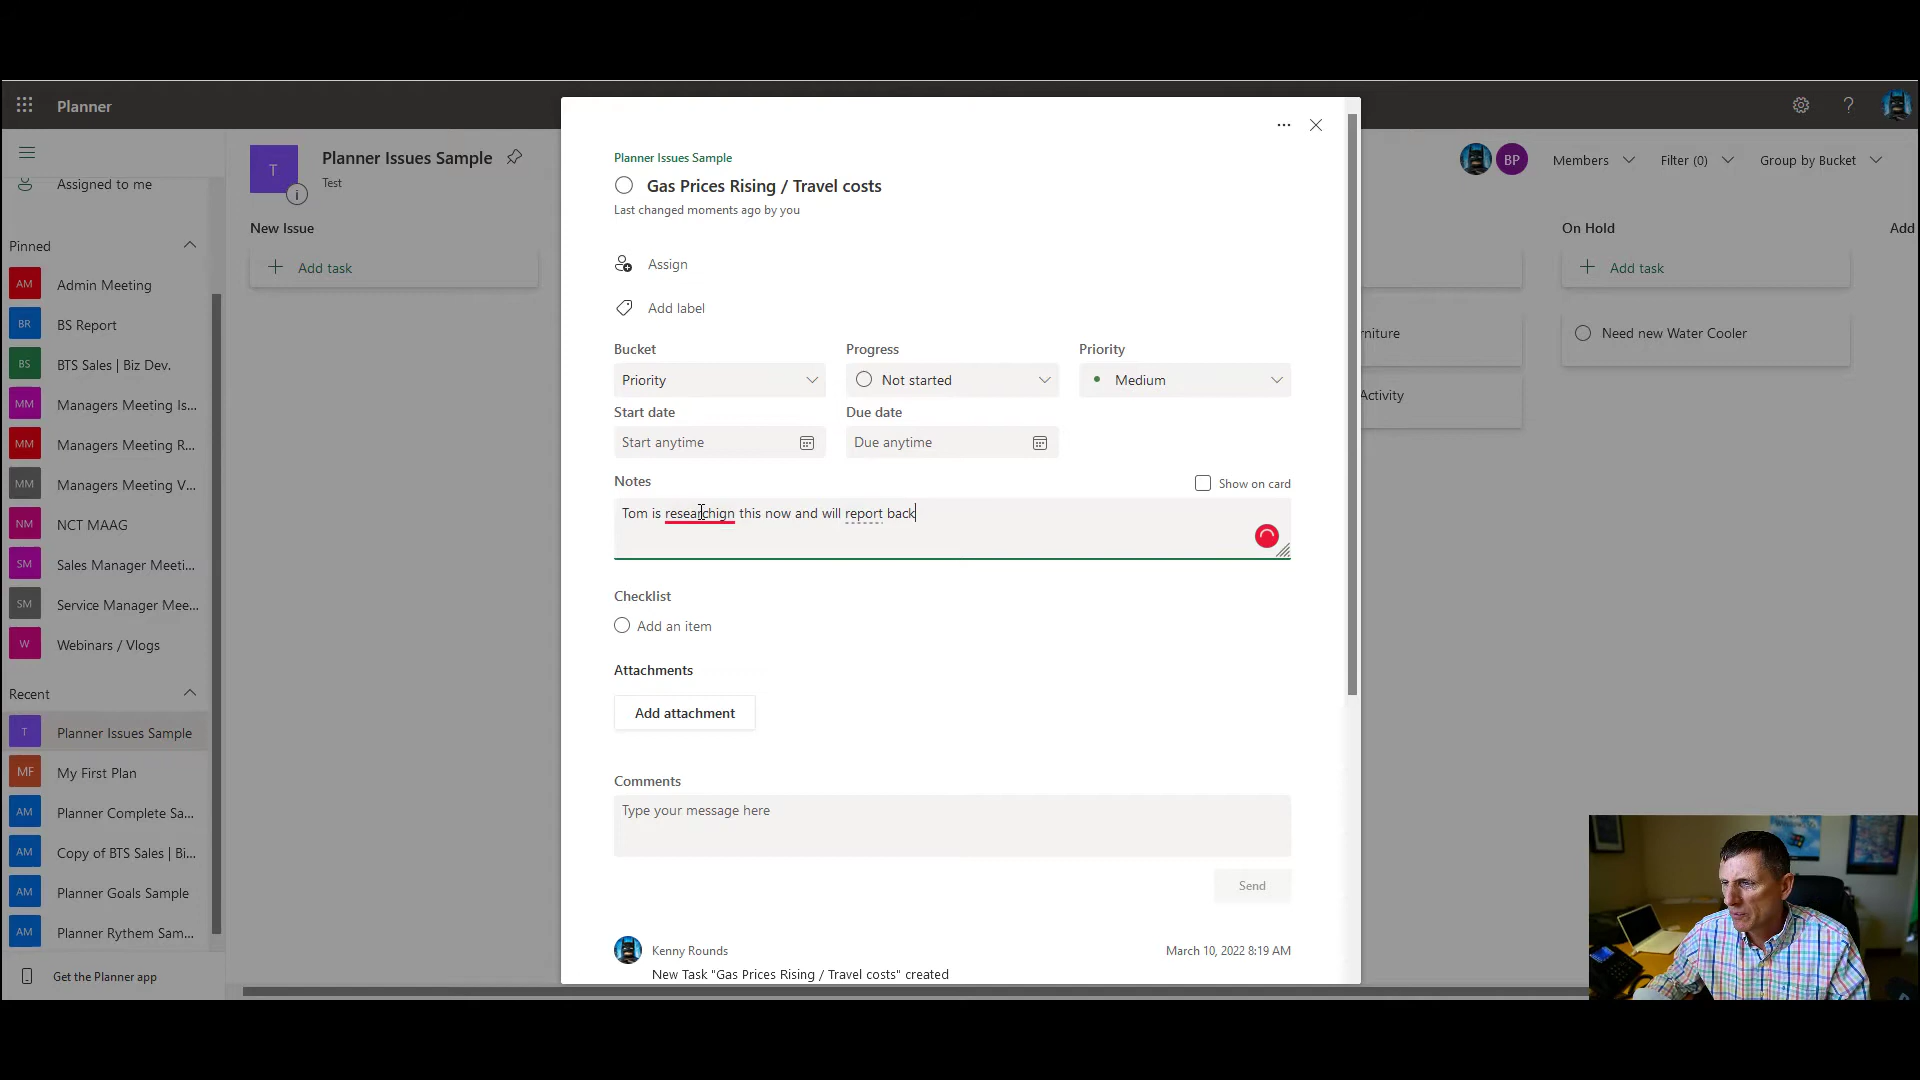 Planner
?
Assigned to me
Pinned
AM Admin Meeting
BR BS Report
BS BTS Sales | Biz Dev.
MM Managers Meeting Is...
MM Managers Meeting R...
MM Managers Meeting V...
NM NCT MAAG
SM Sales Manager Meeti...
SM Service Manager Mee...
W Webinars / Vlogs
Recent
T Planner Issues Sample
MF My First Plan
AM Planner Complete Sa...
AM Copy of BTS Sales | Bi...
AM Planner Goals Sample
AM Planner Rythem Sam...
Get the Planner app
T
Planner Issues Sample
Test
BP
Members
Filter (0)
Group by Bucket
New Issue
Add task
Planner Issues Sample
Gas Prices Rising / Travel costs
Last changed moments ago by you
Assign
Add label
Bucket Progress Priority
Priority Not started Medium
Start date Due date
Start anytime Due anytime
Notes Show on card
Tom is researchign this now and will report back
Checklist
Add an item
Attachments
Add attachment
Comments
Type your message here
Send
Kenny Rounds March 10, 2022 8:19 AM
New Task "Gas Prices Rising / Travel costs" created
rniture
Activity
On Hold
Add task
Need new Water Cooler
Add